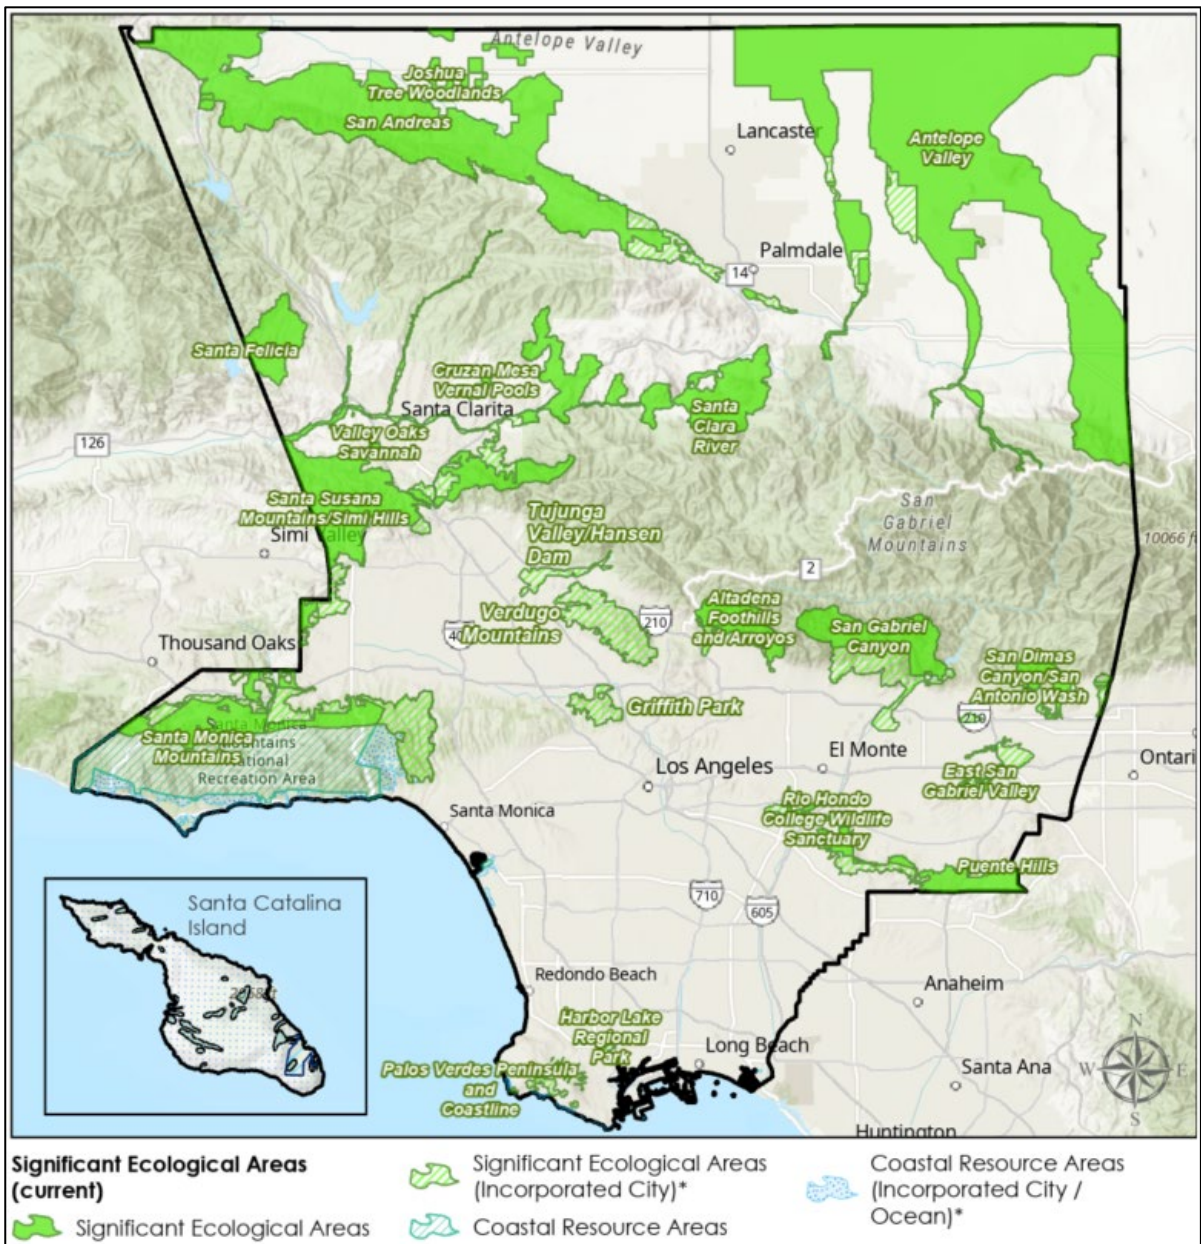 Antelope Valley
Joshua
Tree Woodlands
San Andreas
Lancaster
Antelope
Valley
Palmdale
14
Santa Felicia
Cruzan Mesa
Vernal Pools
Santa Clarita
Santa
Clara
River
126
Valley Oaks
Savannah
Santa Susana
Mountains/Simi Hills
Simi Valley
Tujunga
Valley/Hansen
Dam
San
Gabriel
Mountains
10066 f
2
Verdugo
Mountains
210
Altadena
Foothills
and Arroyos
San Gabriel
Canyon
Thousand Oaks
San Dimas
Canyon/San
Antonio Wash
210
Griffith Park
Santa Monica
Mountains
Santa Monica
Mountains
National
Recreation Area
El Monte
Los Angeles
Ontari
East San
Gabriel Valley
Santa Monica
Rio Hondo
College Wildlife
Sanctuary
Puente Hills
710
605
Santa Catalina
Island
Redondo Beach
Anaheim
Harbor Lake
Regional
Park
Long Beach
Palos Verdes Peninsula
and
Coastline
Santa Ana
N
W
E
S
Huntington
Significant Ecological Areas
(current)
Significant Ecological Areas
Significant Ecological Areas
(Incorporated City)*
Coastal Resource Areas
Coastal Resource Areas
(Incorporated City /
Ocean)*